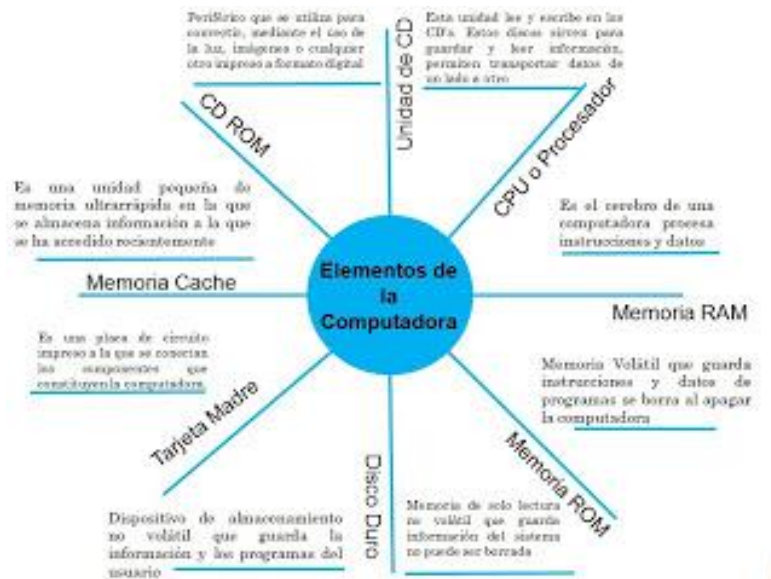 Periférico que se utiliza para
convertir, mediante el uso de
la luz, imágenes o cualquier
otro impreso a formato digital
CD ROM
Unidad de CD
Esta unidad lee y escribe en los
CD's. Estos discos sirven para
guardar y leer información,
permiten transportar datos de
un lado a otro
CPU o Procesador
Es una unidad pequeña de
memoria ultrarrápida en la que
se almacena información a la que
se ha accedido recientemente
Memoria Cache
Es el cerebro de una
computadora procesa
instrucciones y datos
Elementos de
la
Computadora
Memoria RAM
Es una placa de circuito
impreso a la que se conectan
los componentes que
constituyen la computadora
Tarjeta Madre
Memoria Volátil que guarda
instrucciones y datos de
programas se borra al apagar
la computadora
Memoria ROM
Disco Duro
Dispositivo de almacenamiento
no volátil que guarda la
información y los programas del
usuario
Memoria de solo lectura
no volátil que guarda
información del sistema
no puede ser borrada